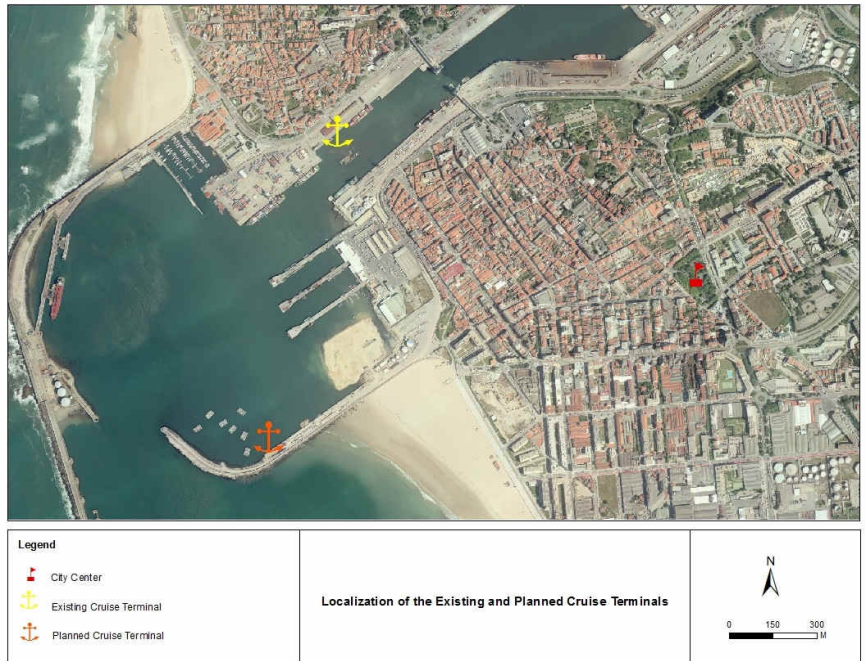 Legend
City Center
Existing Cruise Terminal
Planned Cruise Terminal
Localization of the Existing and Planned Cruise Terminals
N
0 150 300
M